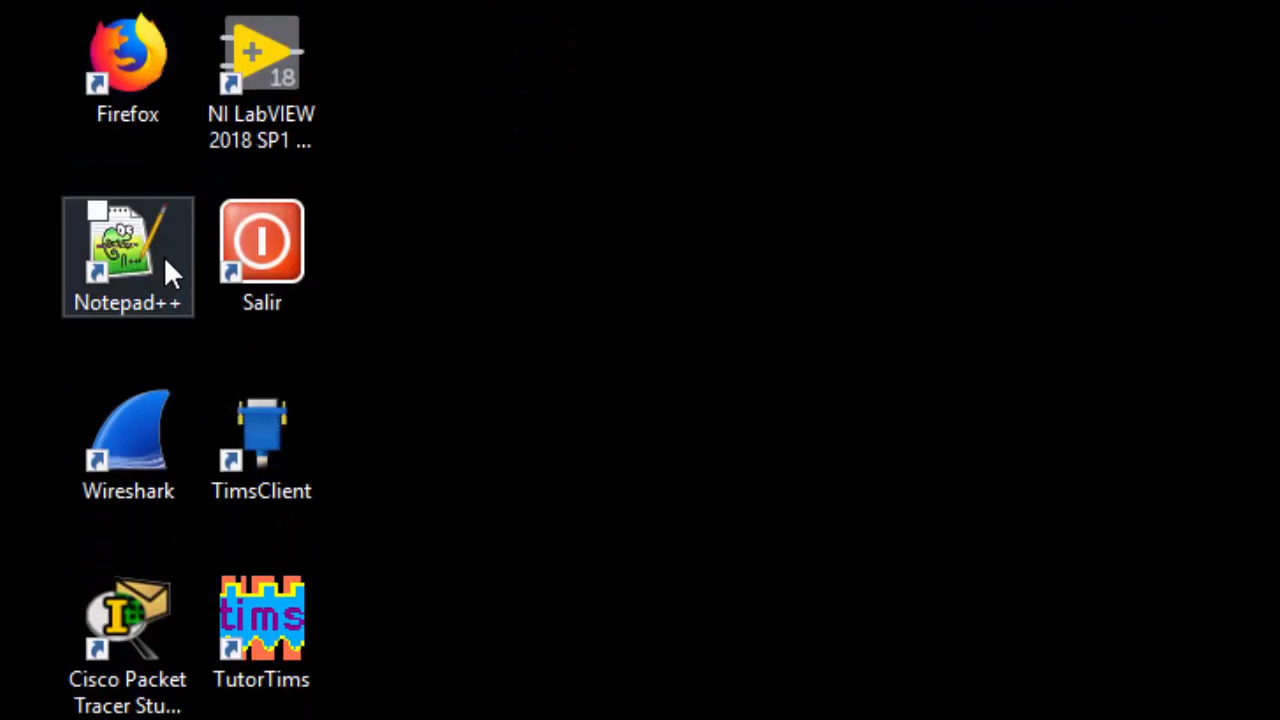 Firefox
NI LabVIEW
2018 SP1 ...
18
Notepad++
Salir
Wireshark
TimsClient
Cisco Packet
Tracer Stu...
tims
TutorTims